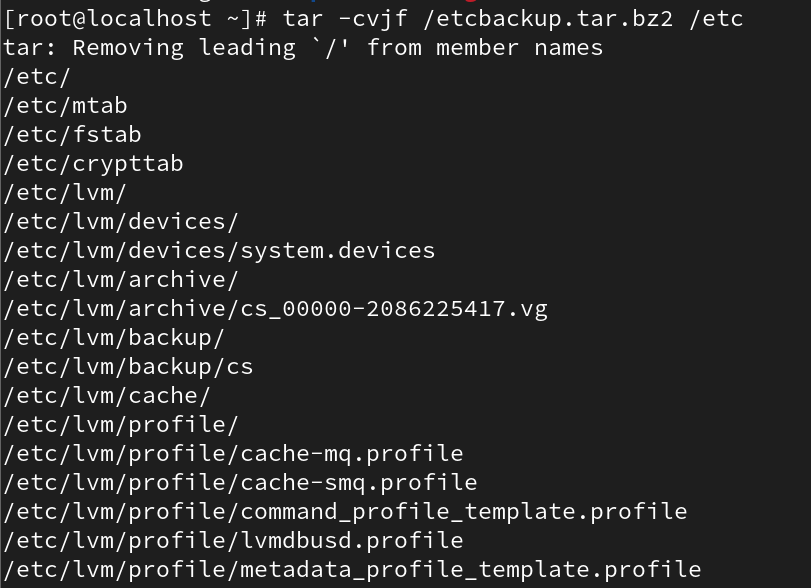 [root@localhost ~]# tar -cvjf /etcbackup.tar.bz2 /etc
tar: Removing leading `/' from member names
/etc/
/etc/mtab
/etc/fstab
/etc/crypttab
/etc/lvm/
/etc/lvm/devices/
/etc/lvm/devices/system.devices
/etc/lvm/archive/
/etc/lvm/archive/cs_00000-2086225417.vg
/etc/lvm/backup/
/etc/lvm/backup/cs
/etc/lvm/cache/
/etc/lvm/profile/
/etc/lvm/profile/cache-mq.profile
/etc/lvm/profile/cache-smq.profile
/etc/lvm/profile/command_profile_template.profile
/etc/lvm/profile/lvmdbusd.profile
/etc/lvm/profile/metadata_profile_template.profile